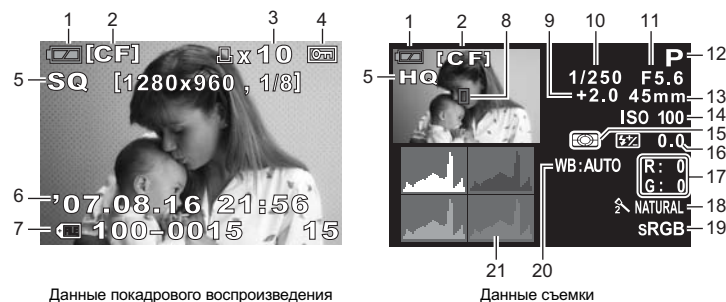 1 2 3 4
[CF] x 10
5 SQ [1280x960 , 1/8]
6 '07.08.16 21:56
7 100-0015 15
Данные покадрового воспроизведения
1 2 8 9 10 11
[CF] P 12
5 HQ 1/250 F5.6
+2.0 45mm 13
ISO 100 14
15
0.0 16
WB:AUTO R: 0 17
G: 0
NATURAL 18
sRGB 19
21 20
Данные съемки